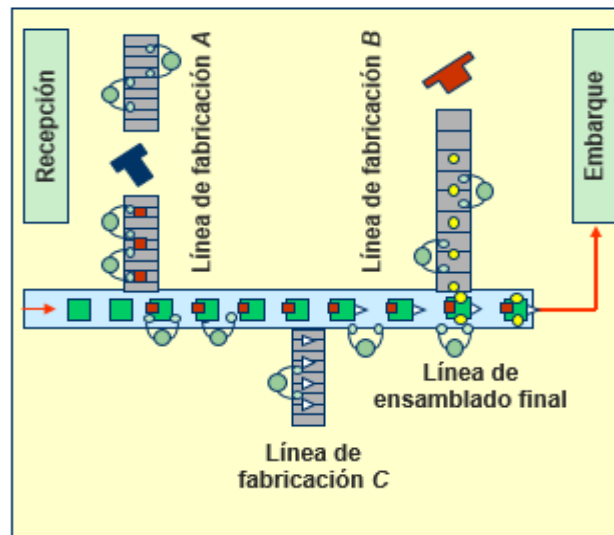 Recepción
Línea de fabricación A
Línea de fabricación B
Embarque
Línea de
ensamblado final
Línea de
fabricación C